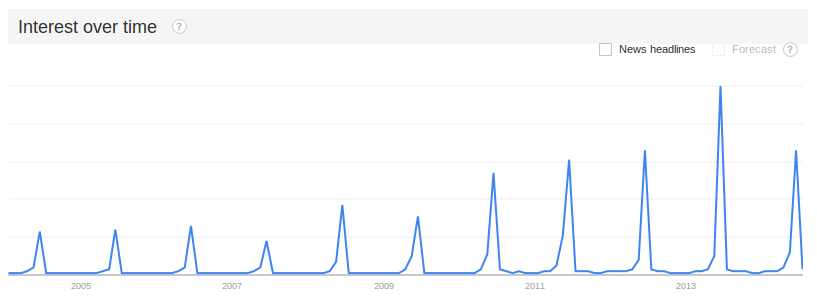 Interest over time ?
News headlines Forecast ?
2005 2007 2009 2011 2013